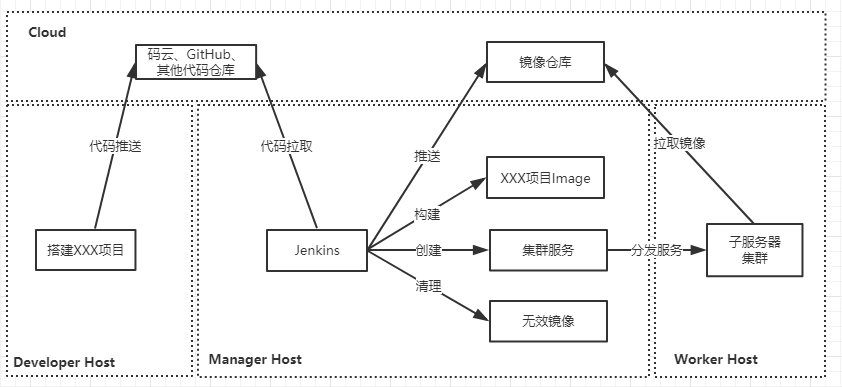 Cloud
码云、GitHub、
其他代码仓库
镜像仓库
代码推送
代码拉取
推送
拉取镜像
XXX项目Image
构建
搭建XXX项目
Jenkins
创建
集群服务
分发服务
子服务器
集群
清理
无效镜像
Developer Host
Manager Host
Worker Host